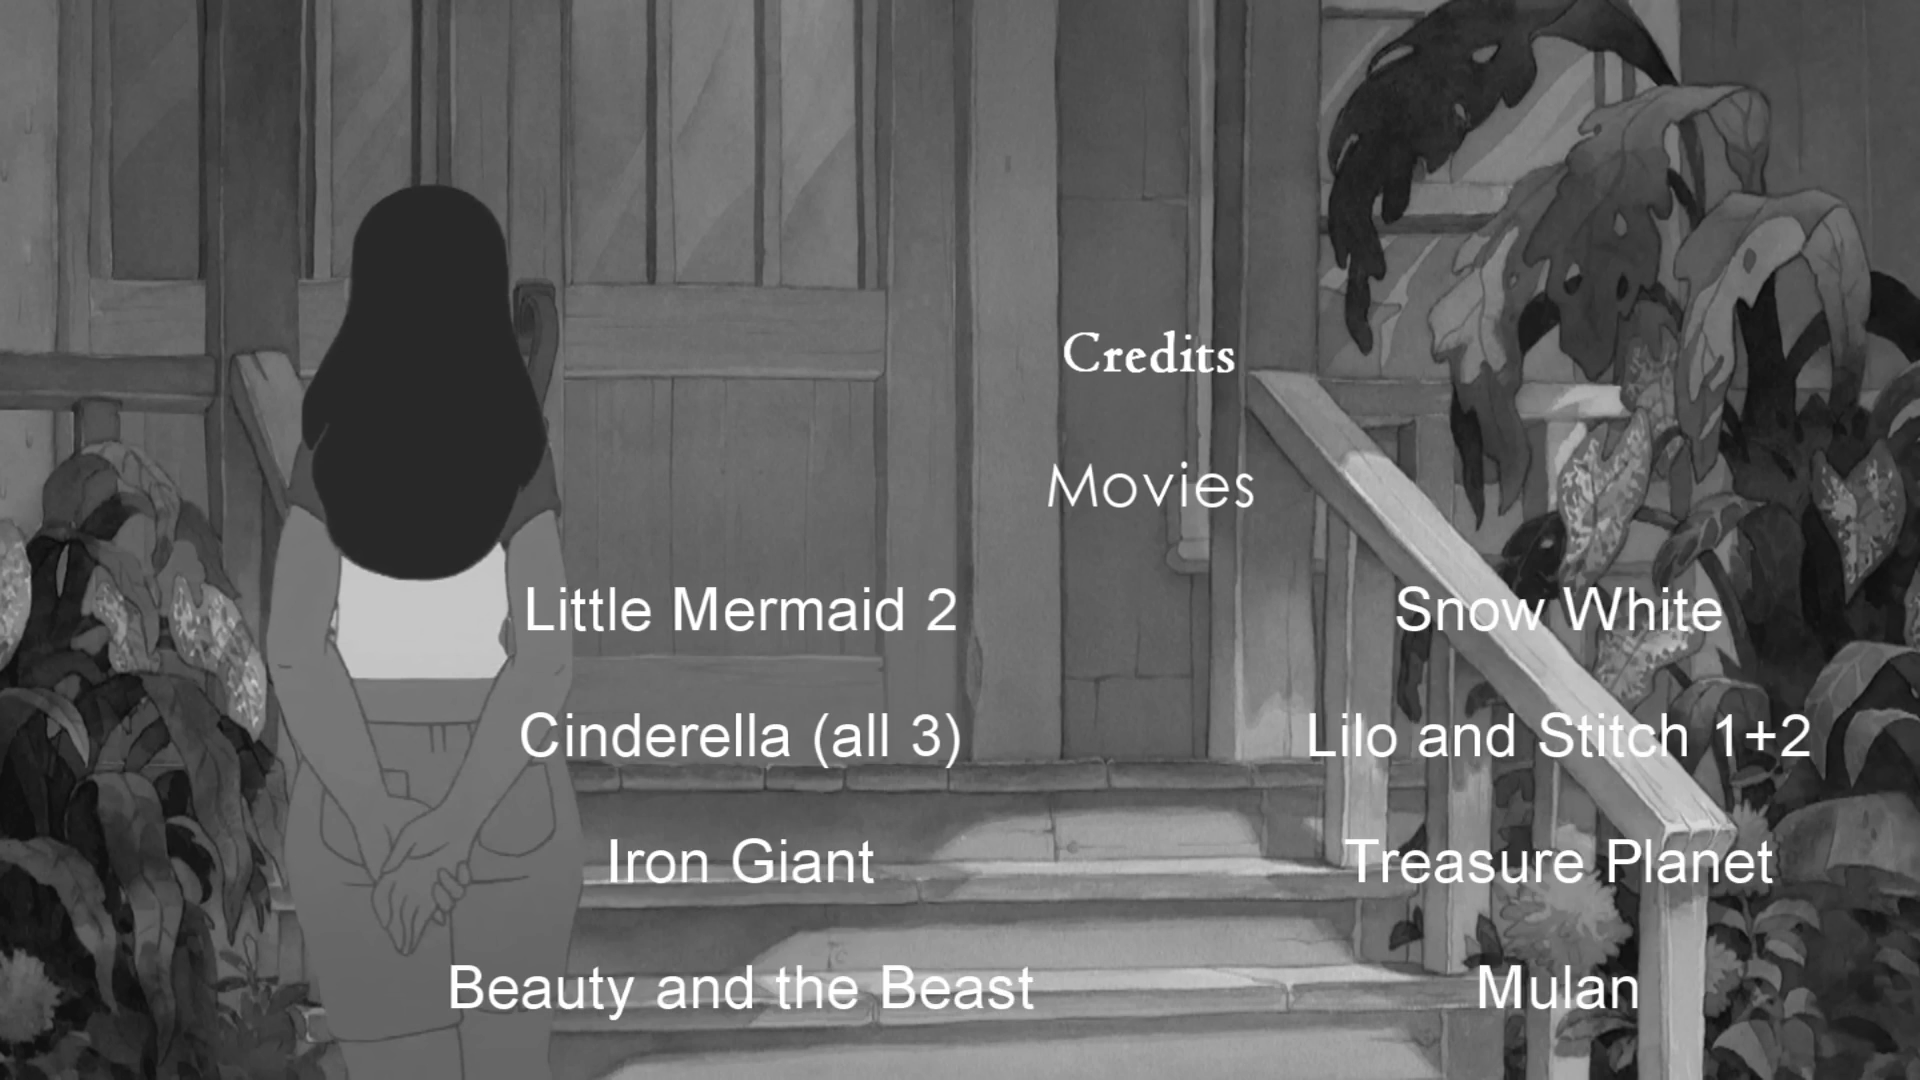 Credits
Movies
Little Mermaid 2
Snow White
Cinderella (all 3)
Lilo and Stitch 1+2
Iron Giant
Treasure Planet
Beauty and the Beast
Mulan